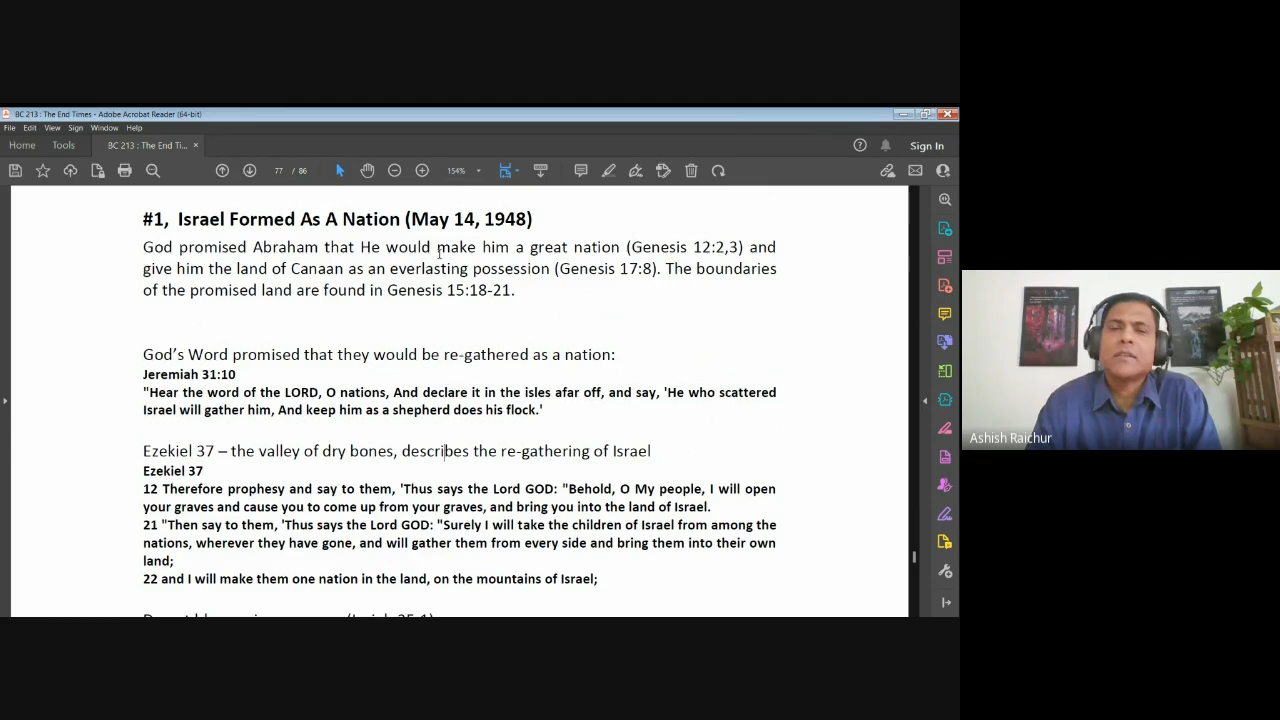 BC 213 : The End Times - Adobe Acrobat Reader (64-bit)
File Edit View Sign Window Help
Home Tools BC 213 : The End Ti... × Sign In
77 / 86 154%
#1, Israel Formed As A Nation (May 14, 1948)
God promised Abraham that He would make him a great nation (Genesis 12:2,3) and
give him the land of Canaan as an everlasting possession (Genesis 17:8). The boundaries
of the promised land are found in Genesis 15:18-21.
God's Word promised that they would be re-gathered as a nation:
Jeremiah 31:10
"Hear the word of the LORD, O nations, And declare it in the isles afar off, and say, 'He who scattered
Israel will gather him, And keep him as a shepherd does his flock.'
Ezekiel 37 – the valley of dry bones, describes the re-gathering of Israel
Ezekiel 37
12 Therefore prophesy and say to them, 'Thus says the Lord GOD: "Behold, O My people, I will open
your graves and cause you to come up from your graves, and bring you into the land of Israel.
21 "Then say to them, 'Thus says the Lord GOD: "Surely I will take the children of Israel from among the
nations, wherever they have gone, and will gather them from every side and bring them into their own
land;
22 and I will make them one nation in the land, on the mountains of Israel;
Ashish Raichur